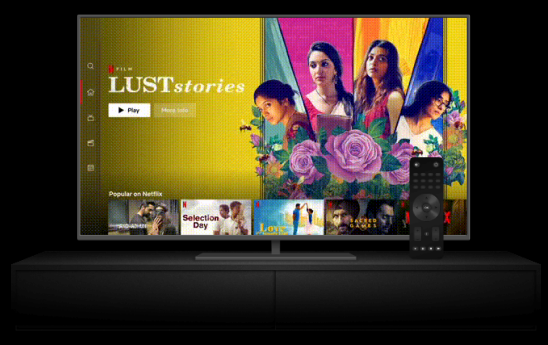 FILM
LUST stories
Play
More Info
Popular on Netflix
Selection
Day
Love
SACRED
GAMES